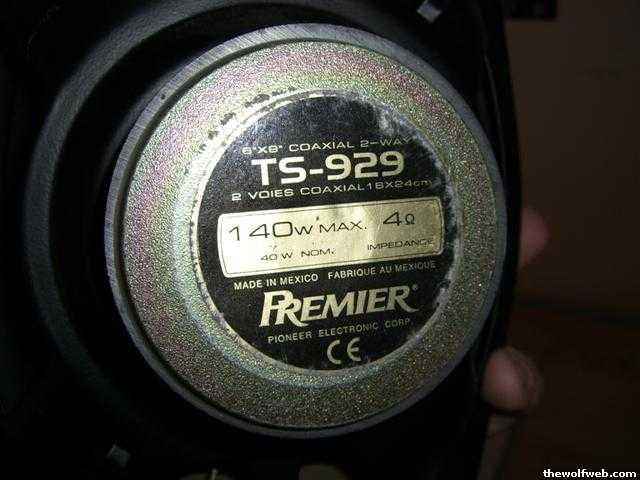 6"X9" COAXIAL 2-WAY
TS-929
2 VOIES COAXIAL 16X24cm
140W MAX. 4Ω
40 W NOM. IMPEDANCE
MADE IN MEXICO FABRIQUE AU MEXIQUE
PREMIER®
PIONEER ELECTRONIC CORP.
CE
thewolfweb.com